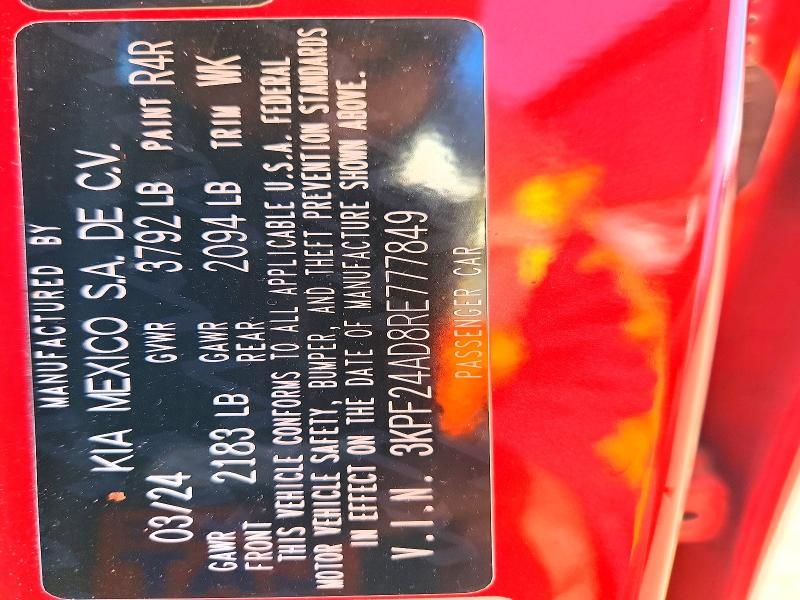 MANUFACTURED BY
KIA MEXICO S.A. DE C.V.
03/24 GVWR 3792 LB PAINT R4R
GAWR FRONT 2183 LB GAWR REAR 2094 LB TRIM WK
THIS VEHICLE CONFORMS TO ALL APPLICABLE U.S.A. FEDERAL
MOTOR VEHICLE SAFETY, BUMPER, AND THEFT PREVENTION STANDARDS
IN EFFECT ON THE DATE OF MANUFACTURE SHOWN ABOVE.
V.I.N. 3KPF24AD8RE777849
PASSENGER CAR